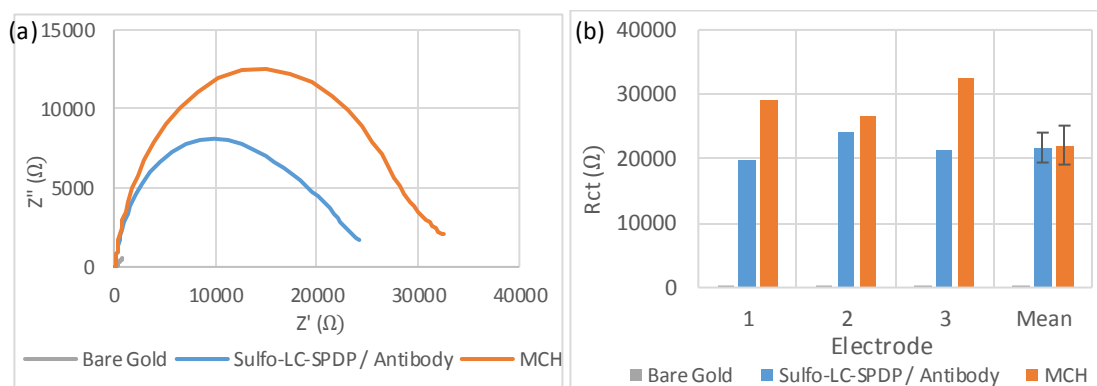 (a)
15000
10000
5000
0
Z'' (Ω)
0 10000 20000 30000 40000
Z' (Ω)
Bare Gold Sulfo-LC-SPDP / Antibody MCH
(b)
40000
30000
20000
10000
0
Rct (Ω)
1 2 3 Mean
Electrode
Bare Gold Sulfo-LC-SPDP / Antibody MCH